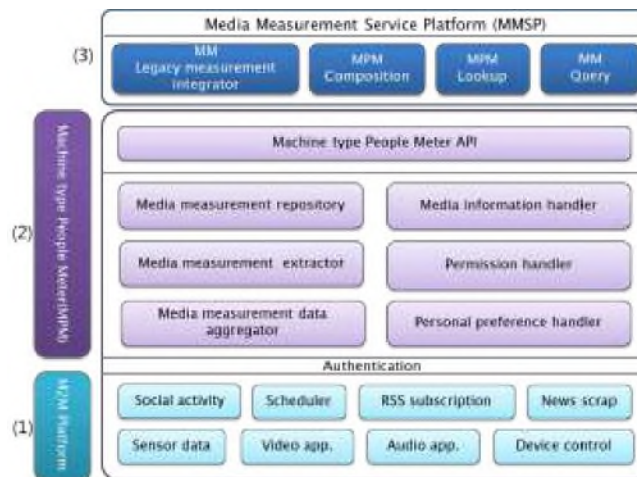 Media Measurement Service Platform (MMSP)
(3)
MM
Legacy measurement
integrator
MPM
Composition
MPM
Lookup
MM
Query
(2)
Machine type People
Meter(MPM)
Machine type People Meter API
Media measurement repository
Media information handler
Media measurement extractor
Permission handler
Media measurement data
aggregator
Personal preference handler
Authentication
(1)
M2M Platform
Social activity
Scheduler
RSS subscription
News scrap
Sensor data
Video app.
Audio app.
Device control